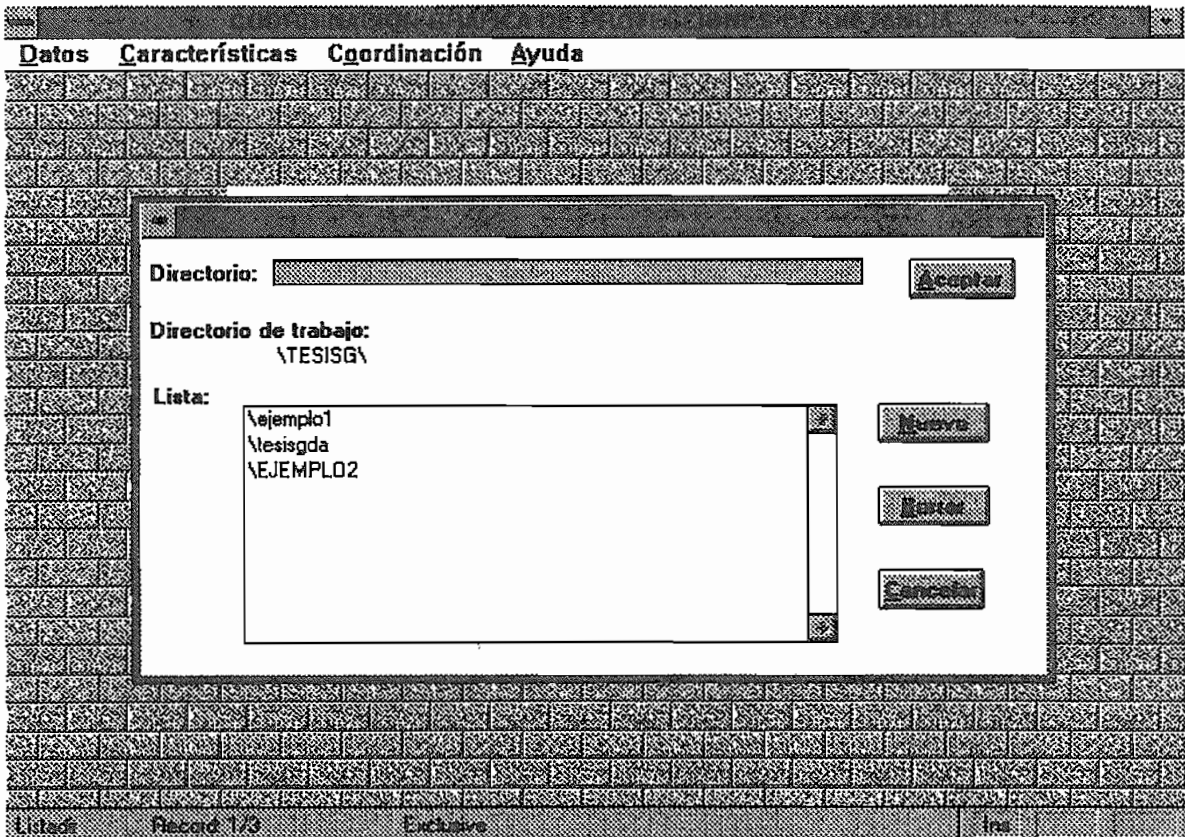 Datos Características Coordinación Ayuda
Directorio:
Aceptar
Directorio de trabajo:
\TESISG\
Lista:
\ejemplo1
\tesisgda
\EJEMPLO2
Nuevo
Borrar
Cancelar
Listadir Record 1/3 Exclusive Ins